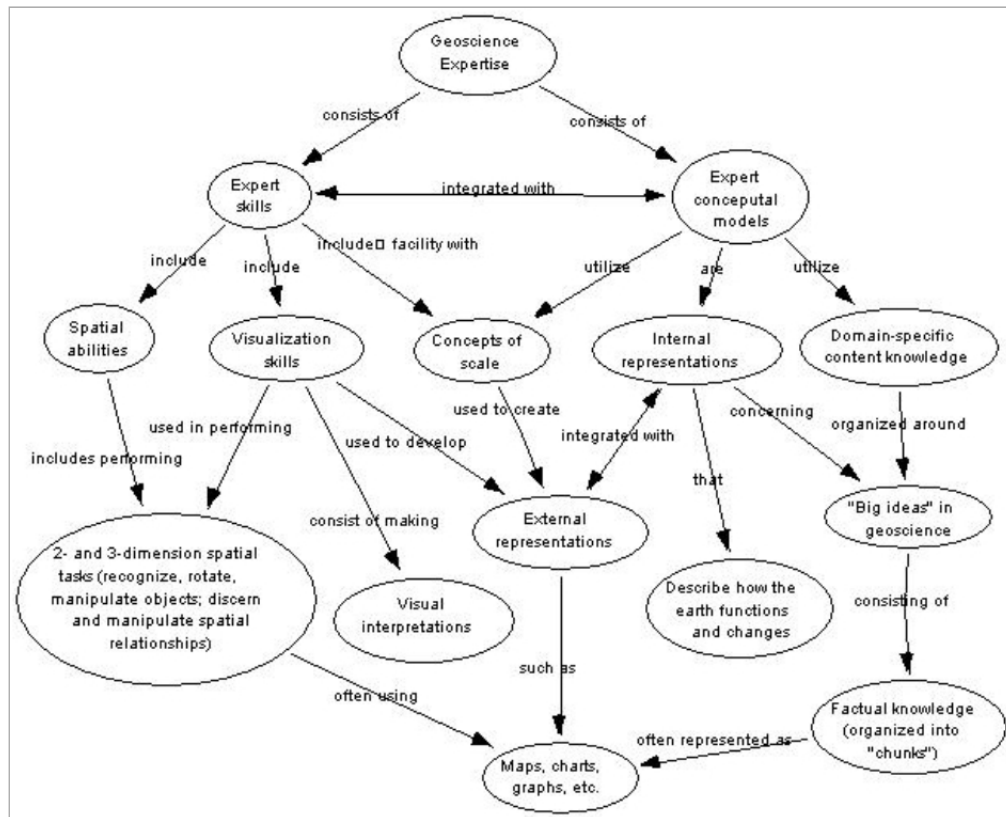 Geoscience
Expertise
consists of
consists of
Expert
skills
integrated with
Expert
conceputal
models
include
include
include□ facility with
utilize
are
utilize
Spatial
abilities
Visualization
skills
Concepts of
scale
Internal
representations
Domain-specific
content knowledge
used in performing
used to develop
used to create
integrated with
concerning
organized around
includes performing
consist of making
that
2- and 3-dimension spatial
tasks (recognize, rotate,
manipulate objects; discern
and manipulate spatial
relationships)
Visual
interpretations
External
representations
Describe how the
earth functions
and changes
"Big ideas" in
geoscience
consisting of
often using
such as
often represented as
Factual knowledge
(organized into
"chunks")
Maps, charts,
graphs, etc.